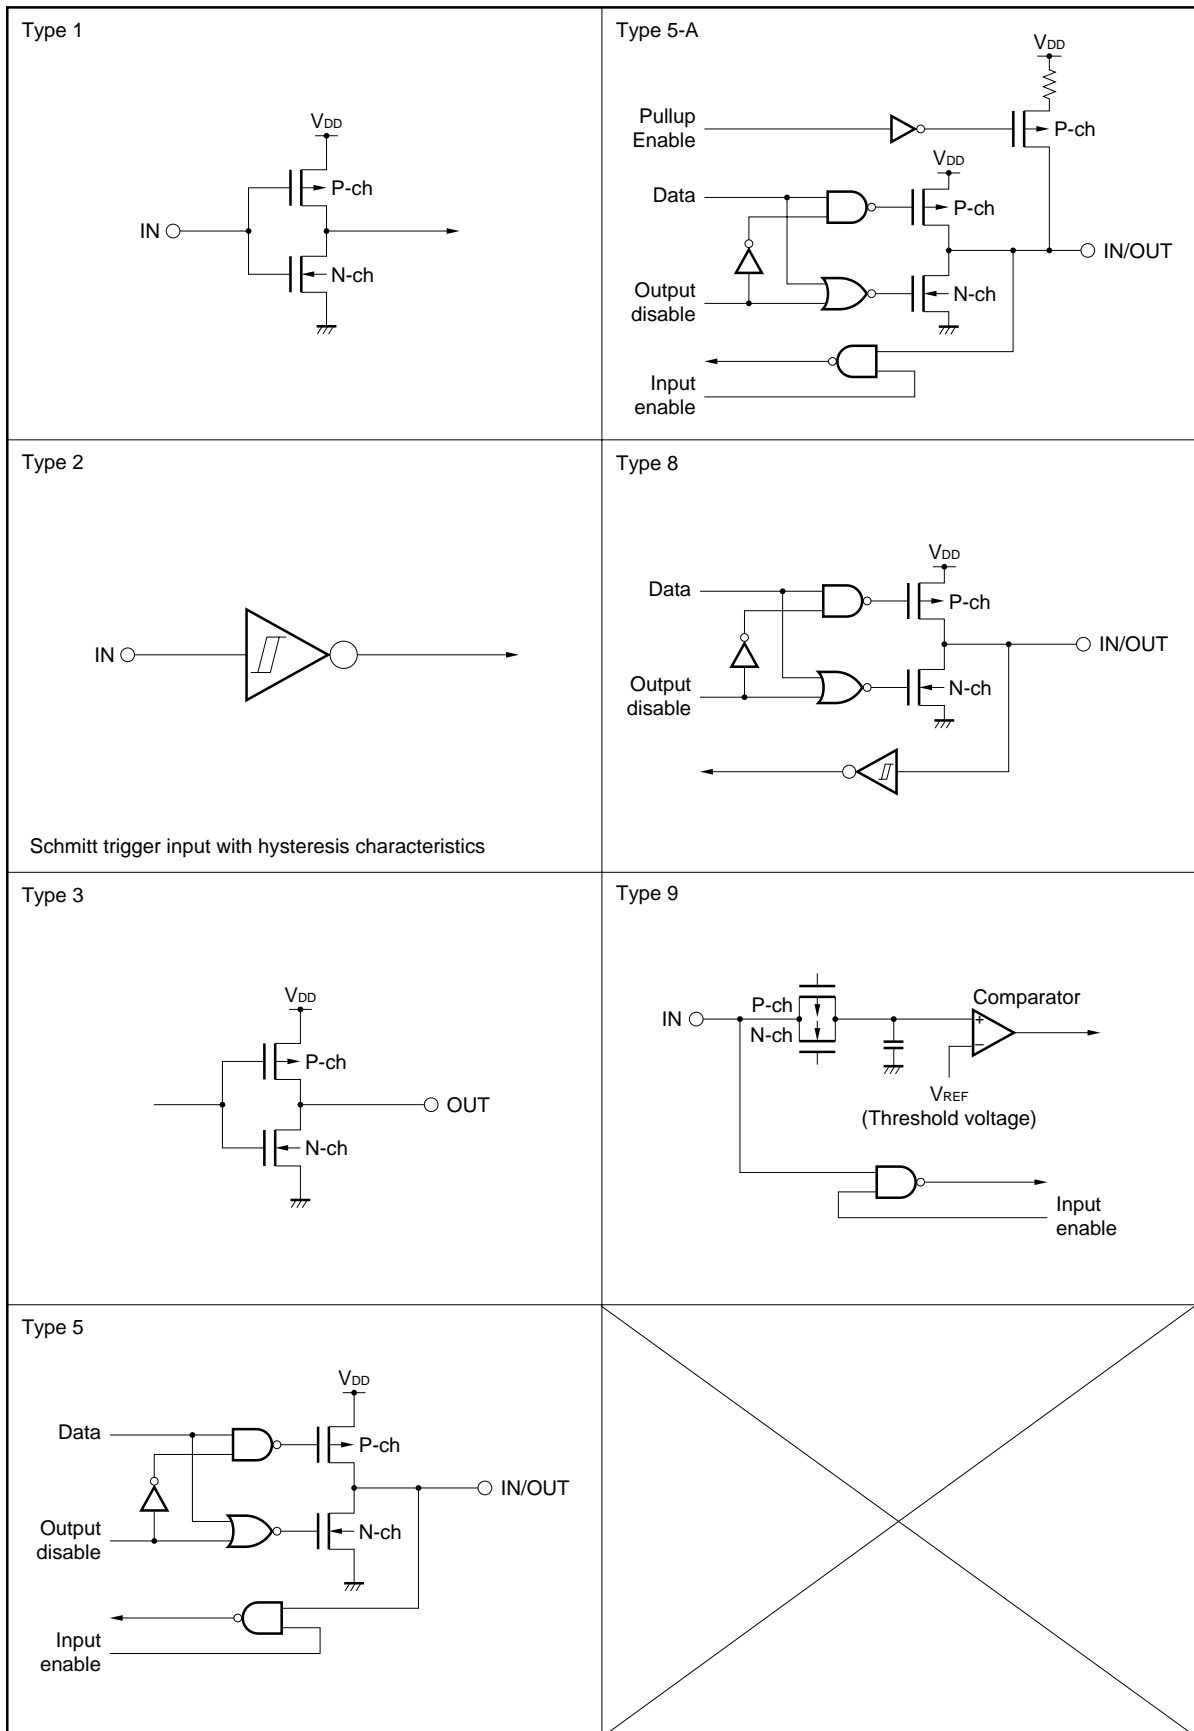 Type 1
VDD
P-ch
IN
N-ch
Type 5-A
VDD
Pullup
Enable
P-ch
VDD
Data
P-ch
IN/OUT
Output
disable
N-ch
Input
enable
Type 2
IN
Schmitt trigger input with hysteresis characteristics
Type 8
VDD
Data
P-ch
IN/OUT
Output
disable
N-ch
Type 3
VDD
P-ch
OUT
N-ch
Type 9
P-ch
IN
N-ch
Comparator
+
−
VREF
(Threshold voltage)
Input
enable
Type 5
VDD
Data
P-ch
IN/OUT
Output
disable
N-ch
Input
enable